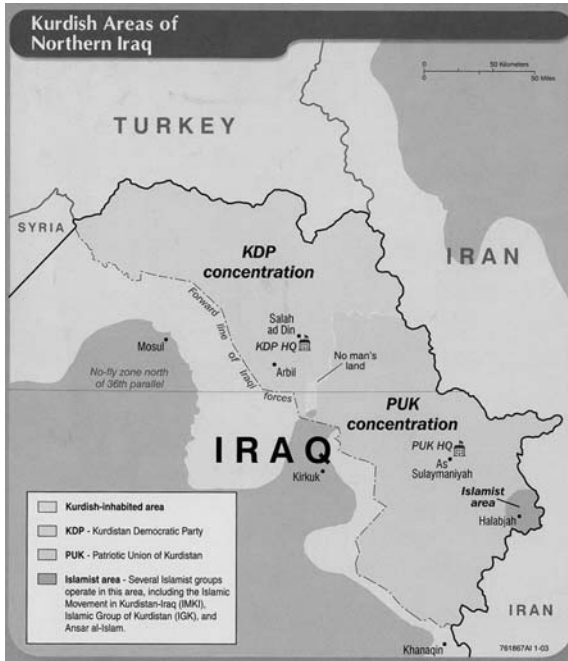 Kurdish Areas of
Northern Iraq
0 50 Kilometers
0 50 Miles
TURKEY
SYRIA
IRAN
KDP
concentration
Forward line of Iraqi forces
Salah
ad Din
KDP HQ
Mosul
No man's
land
Arbil
No-fly zone north
of 36th parallel
PUK
concentration
IRAQ
PUK HQ
As
Sulaymaniyah
Kirkuk
Islamist
area
Halabjah
Kurdish-inhabited area
KDP - Kurdistan Democratic Party
PUK - Patriotic Union of Kurdistan
Islamist area - Several Islamist groups
operate in this area, including the Islamic
Movement in Kurdistan-Iraq (IMKI),
Islamic Group of Kurdistan (IGK), and
Ansar al-Islam.
IRAN
Khanaqin
761867AI 1-03